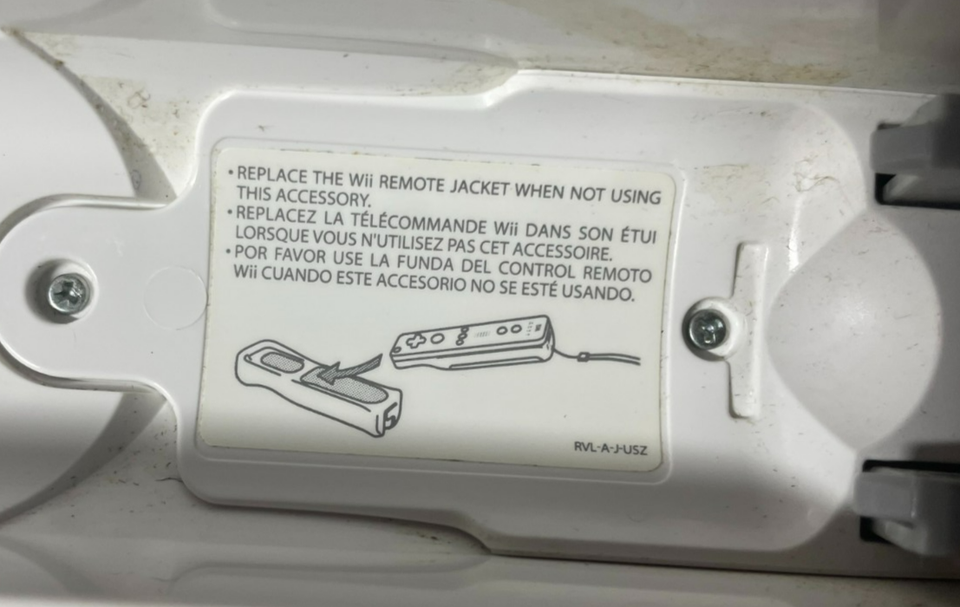 • REPLACE THE Wii REMOTE JACKET WHEN NOT USING
THIS ACCESSORY.
• REPLACEZ LA TÉLÉCOMMANDE Wii DANS SON ÉTUI
LORSQUE VOUS N'UTILISEZ PAS CET ACCESSOIRE.
• POR FAVOR USE LA FUNDA DEL CONTROL REMOTO
Wii CUANDO ESTE ACCESORIO NO SE ESTÉ USANDO.
RVL-A-J-USZ